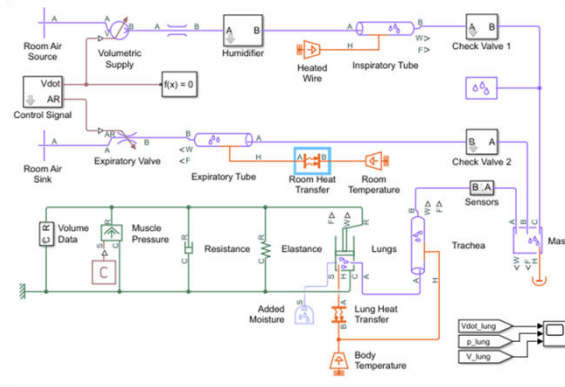 A
V
A
B
B
A
A
B
Humidifier
A
B
W
F
A
B
Room Air
Source
Volumetric
Supply
H
Inspiratory Tube
Check Valve 1
Heated
Wire
Vdot
AR
Control Signal
f(x) = 0
AR
A
A
B
B
W
F
A
A
B
Room Air
Sink
Expiratory Valve
Expiratory Tube
H
A
B
Check Valve 2
Room Heat
Transfer
Room
Temperature
B
A
Sensors
B
W
F
A
B
C
W
F
H
Mas
C
R
Volume
Data
S
R
C
Muscle
Pressure
C
R
C
Resistance
R
C
Elastance
F
W
R
Lungs
S
H
C
A
A
H
Trachea
Added
Moisture
A
B
Lung Heat
Transfer
Body
Temperature
Vdot_lung
p_lung
V_lung